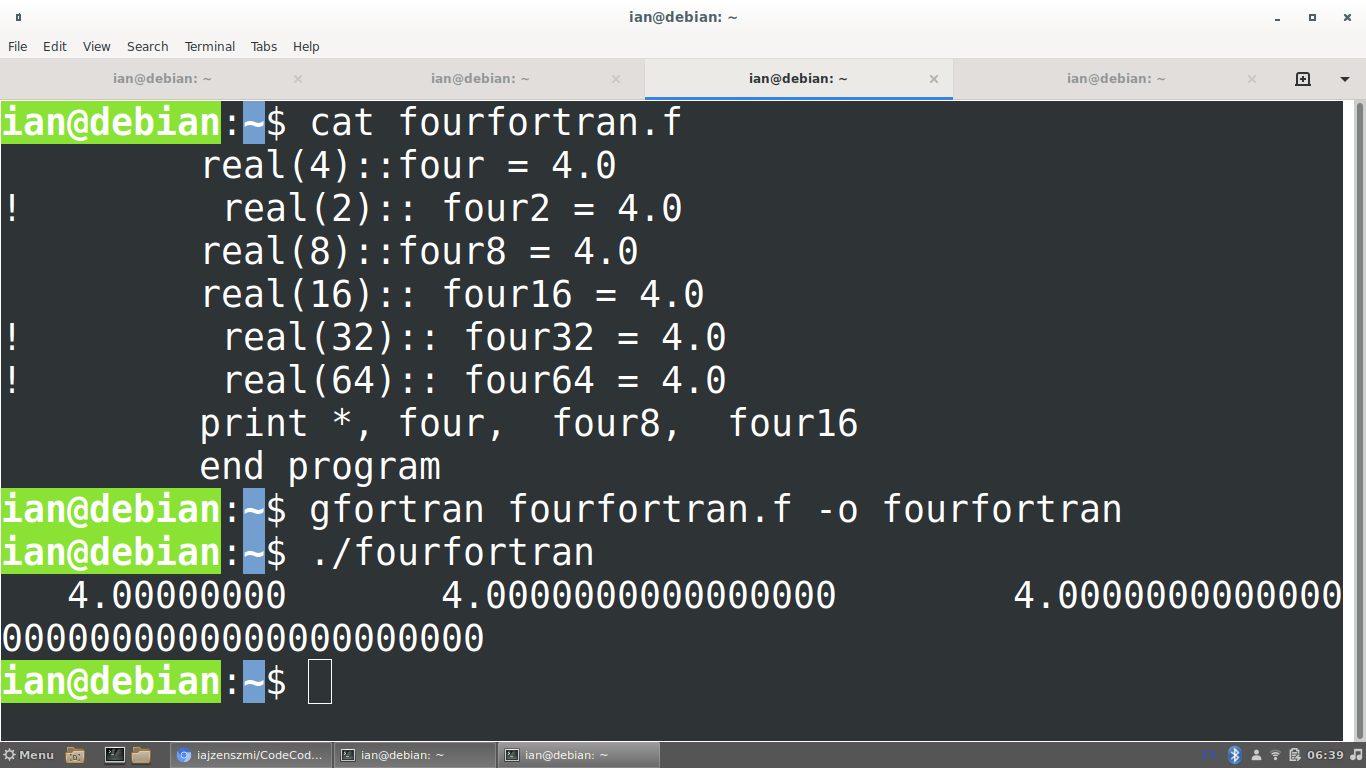 ian@debian: ~
File Edit View Search Terminal Tabs Help
ian@debian: ~ ian@debian: ~ ian@debian: ~ ian@debian: ~
ian@debian:~$ cat fourfortran.f
         real(4)::four = 4.0
!         real(2):: four2 = 4.0
         real(8)::four8 = 4.0
         real(16):: four16 = 4.0
!         real(32):: four32 = 4.0
!         real(64):: four64 = 4.0
         print *, four,  four8,  four16
         end program
ian@debian:~$ gfortran fourfortran.f -o fourfortran
ian@debian:~$ ./fourfortran
   4.00000000       4.0000000000000000        4.0000000000000
0000000000000000000000
ian@debian:~$
Menu iajzenszmi/CodeCod... ian@debian: ~ ian@debian: ~ 06:39